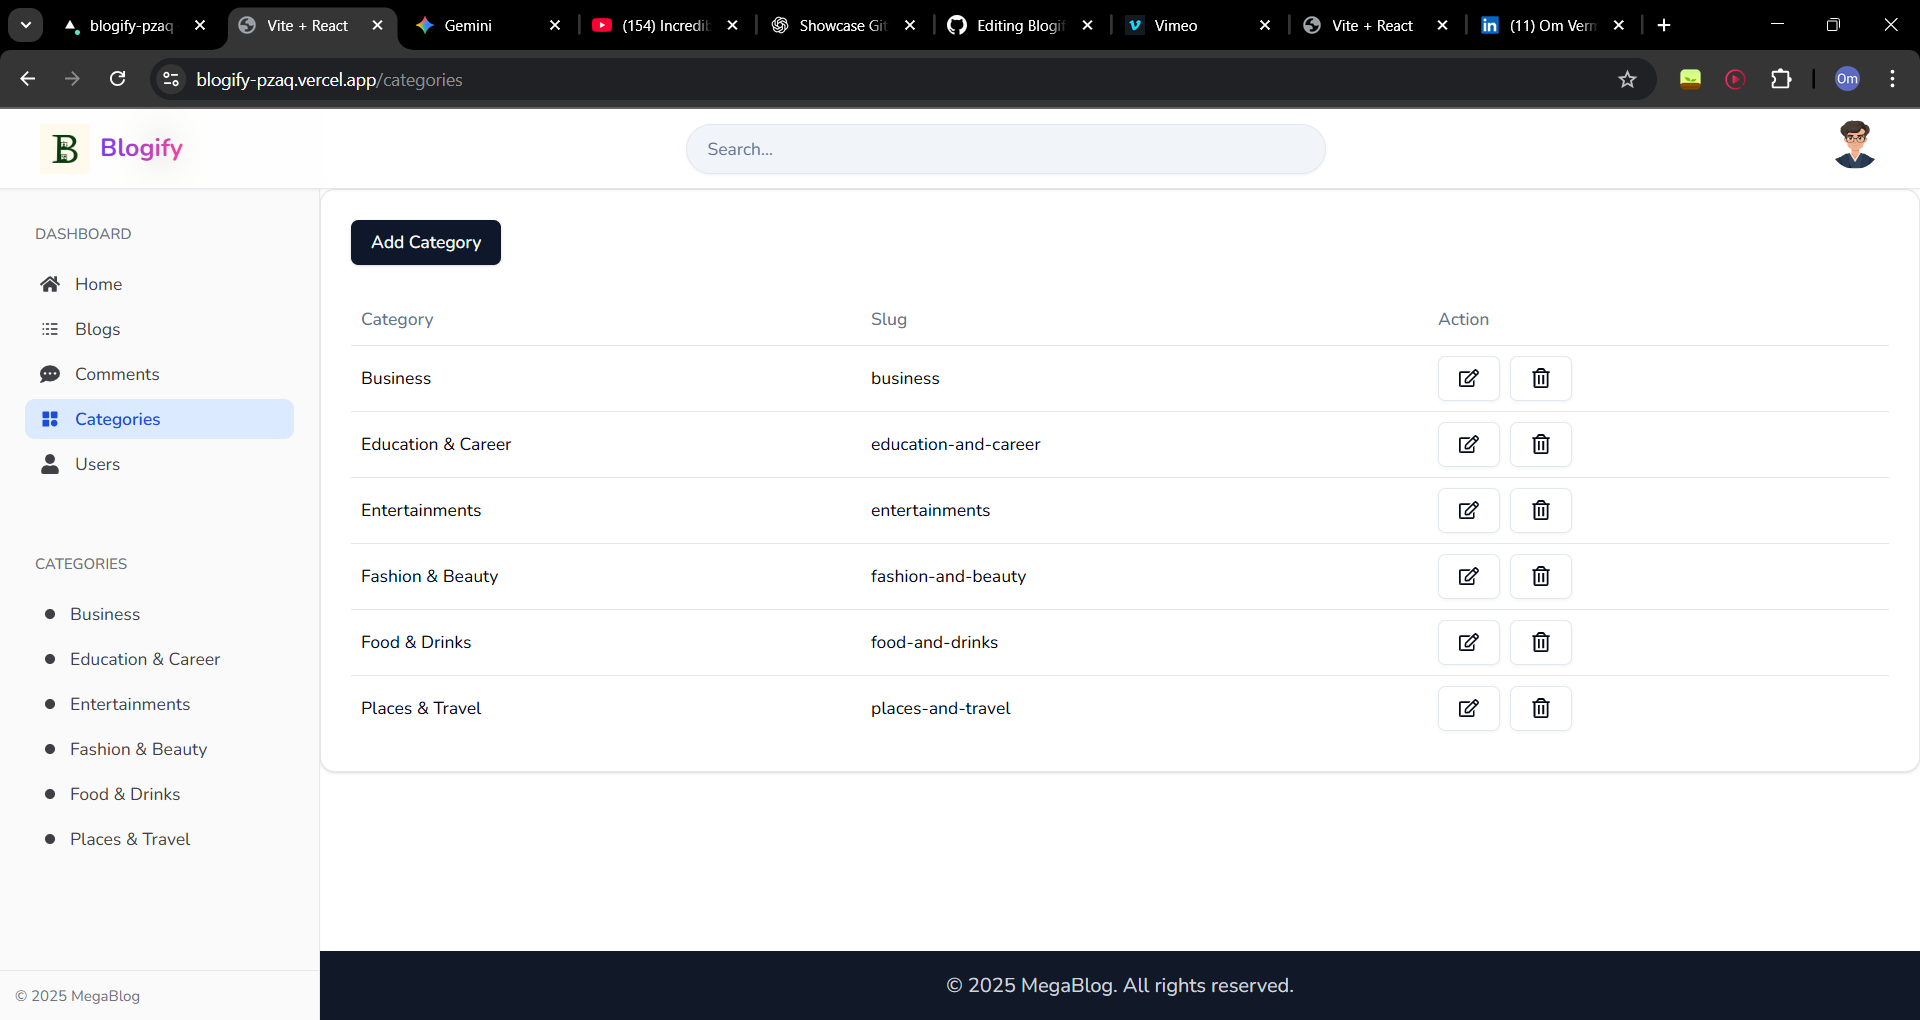 blogify-pzaq
Vite + React
Gemini
(154) Incredib
Showcase Git
Editing Blogif
Vimeo
Vite + React
(11) Om Verm
blogify-pzaq.vercel.app/categories
Om
B
Blogify
Search...
DASHBOARD
Home
Blogs
Comments
Categories
Users
CATEGORIES
Business
Education & Career
Entertainments
Fashion & Beauty
Food & Drinks
Places & Travel
© 2025 MegaBlog
Add Category
Category Slug Action
Business business
Education & Career education-and-career
Entertainments entertainments
Fashion & Beauty fashion-and-beauty
Food & Drinks food-and-drinks
Places & Travel places-and-travel
© 2025 MegaBlog. All rights reserved.